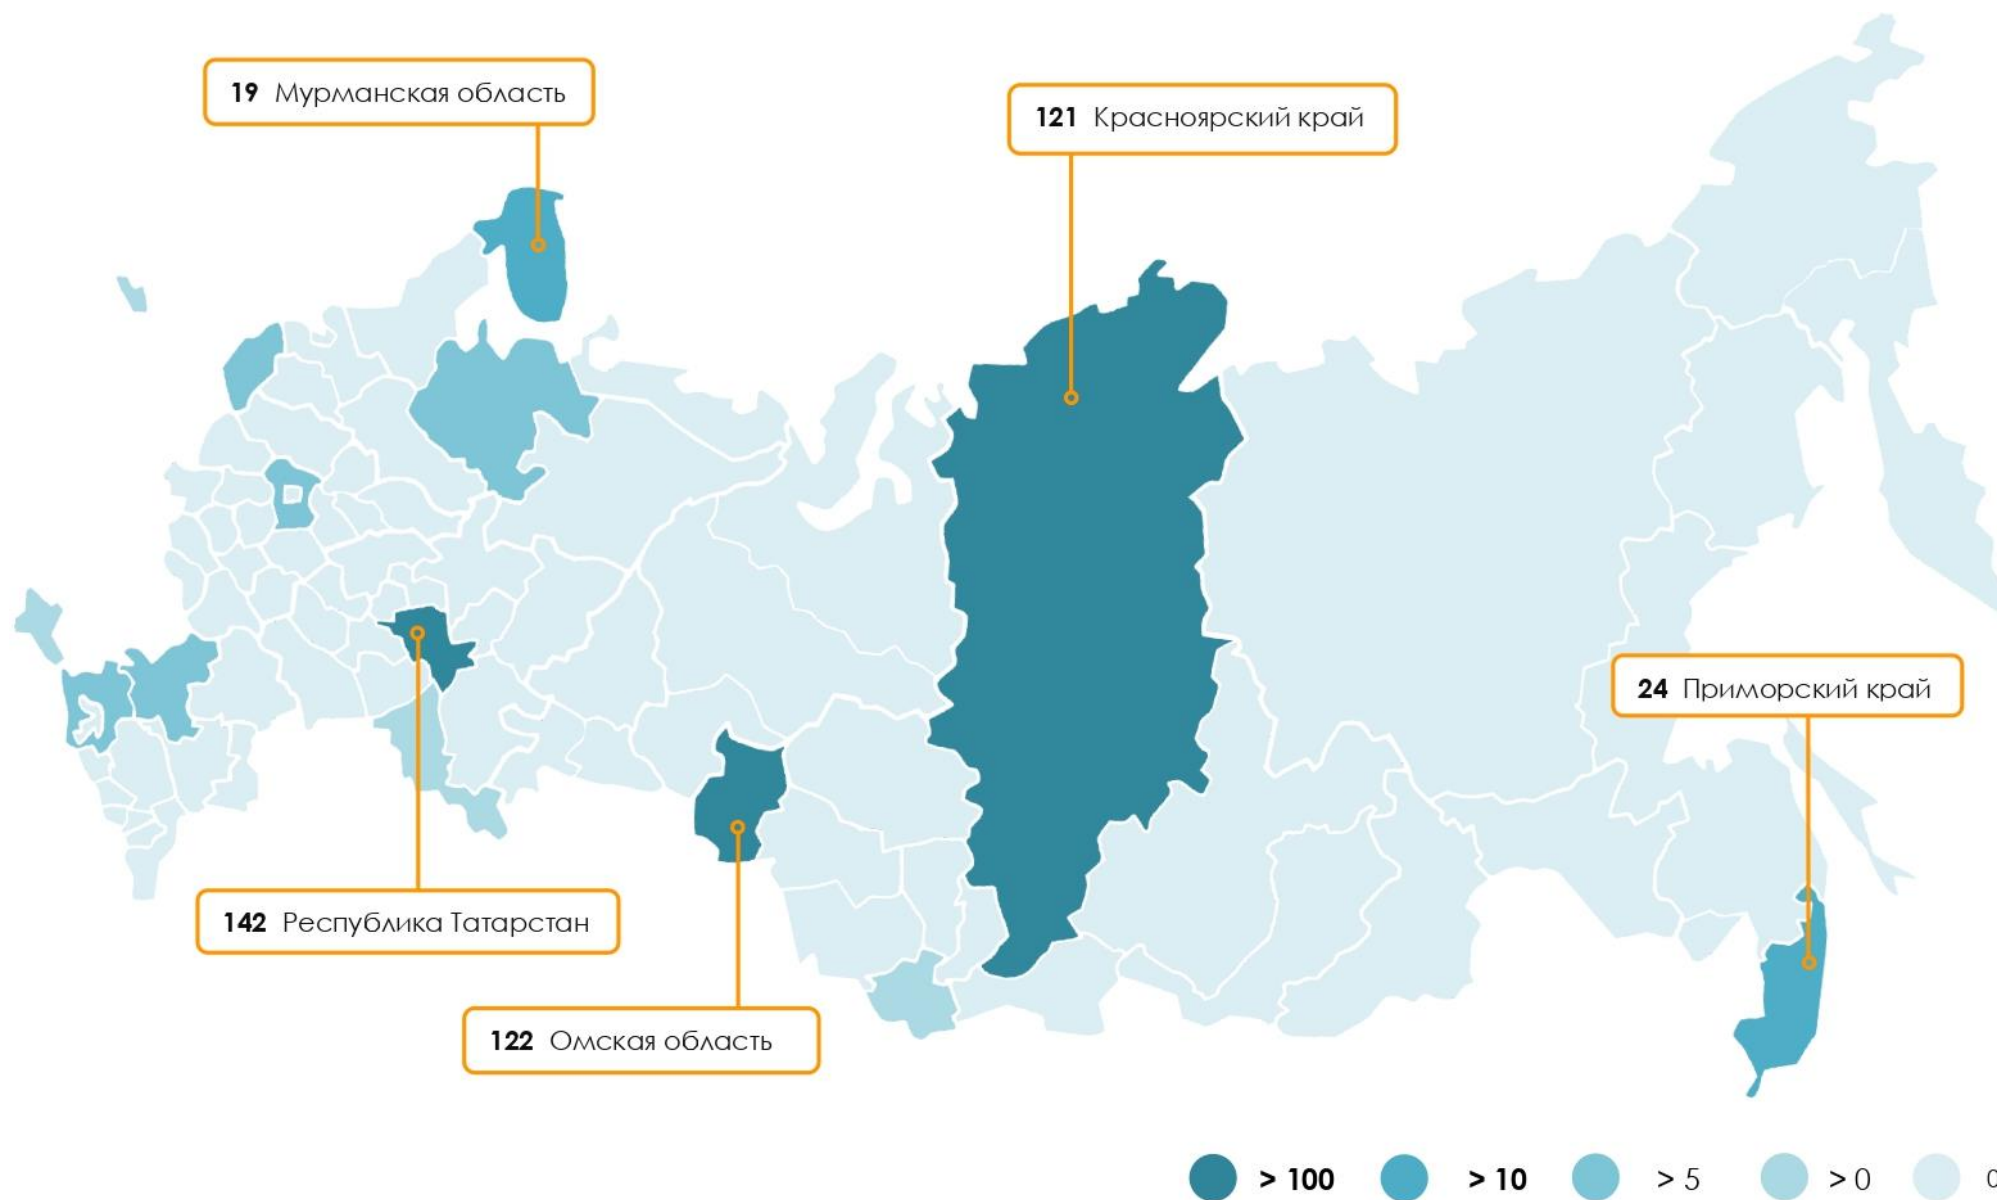 19 Мурманская область
121 Красноярский край
24 Приморский край
142 Республика Татарстан
122 Омская область
> 100 > 10 > 5 > 0 0